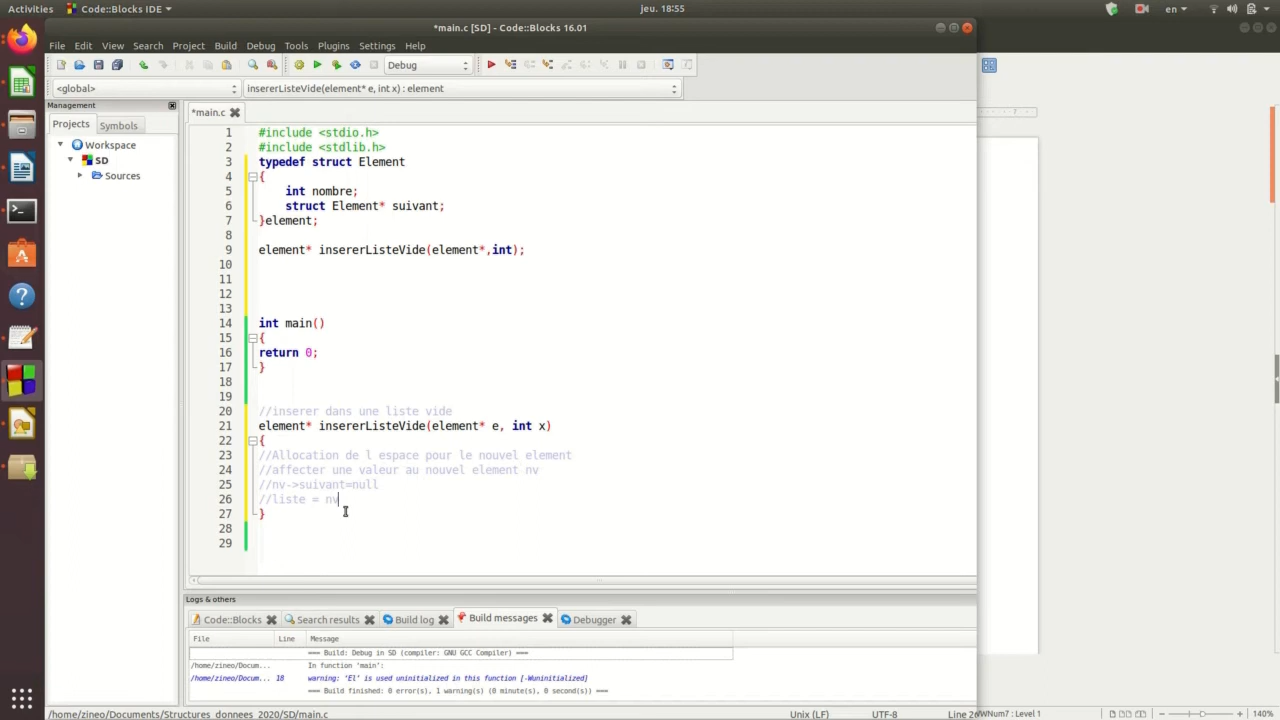 Activities
Code::Blocks IDE
jeu. 18:55
en
*main.c [SD] - Code::Blocks 16.01
File Edit View Search Project Build Debug Tools Plugins Settings Help
Debug
<global>
insererListeVide(element* e, int x) : element
Management
*main.c
Projects Symbols
Workspace
SD
Sources
1 #include <stdio.h>
2 #include <stdlib.h>
3 typedef struct Element
4 {
5 int nombre;
6 struct Element* suivant;
7 }element;
8
9 element* insererListeVide(element*,int);
10
11
12
13
14 int main()
15 {
16 return 0;
17 }
18
19
20 //inserer dans une liste vide
21 element* insererListeVide(element* e, int x)
22 {
23 //Allocation de l espace pour le nouvel element
24 //affecter une valeur au nouvel element nv
25 //nv->suivant=null
26 //liste = nv
27 }
28
29
Logs & others
Code::Blocks Search results Build log Build messages Debugger
File Line Message
=== Build: Debug in SD (compiler: GNU GCC Compiler) ===
/home/zineo/Docum... In function 'main':
/home/zineo/Docum... 18 warning: 'El' is used uninitialized in this function [-Wuninitialized]
=== Build finished: 0 error(s), 1 warning(s) (0 minute(s), 0 second(s)) ===
/home/zineo/Documents/Structures_donnees_2020/SD/main.c Unix (LF) UTF-8 Line 26
WNum7 : Level 1
140%